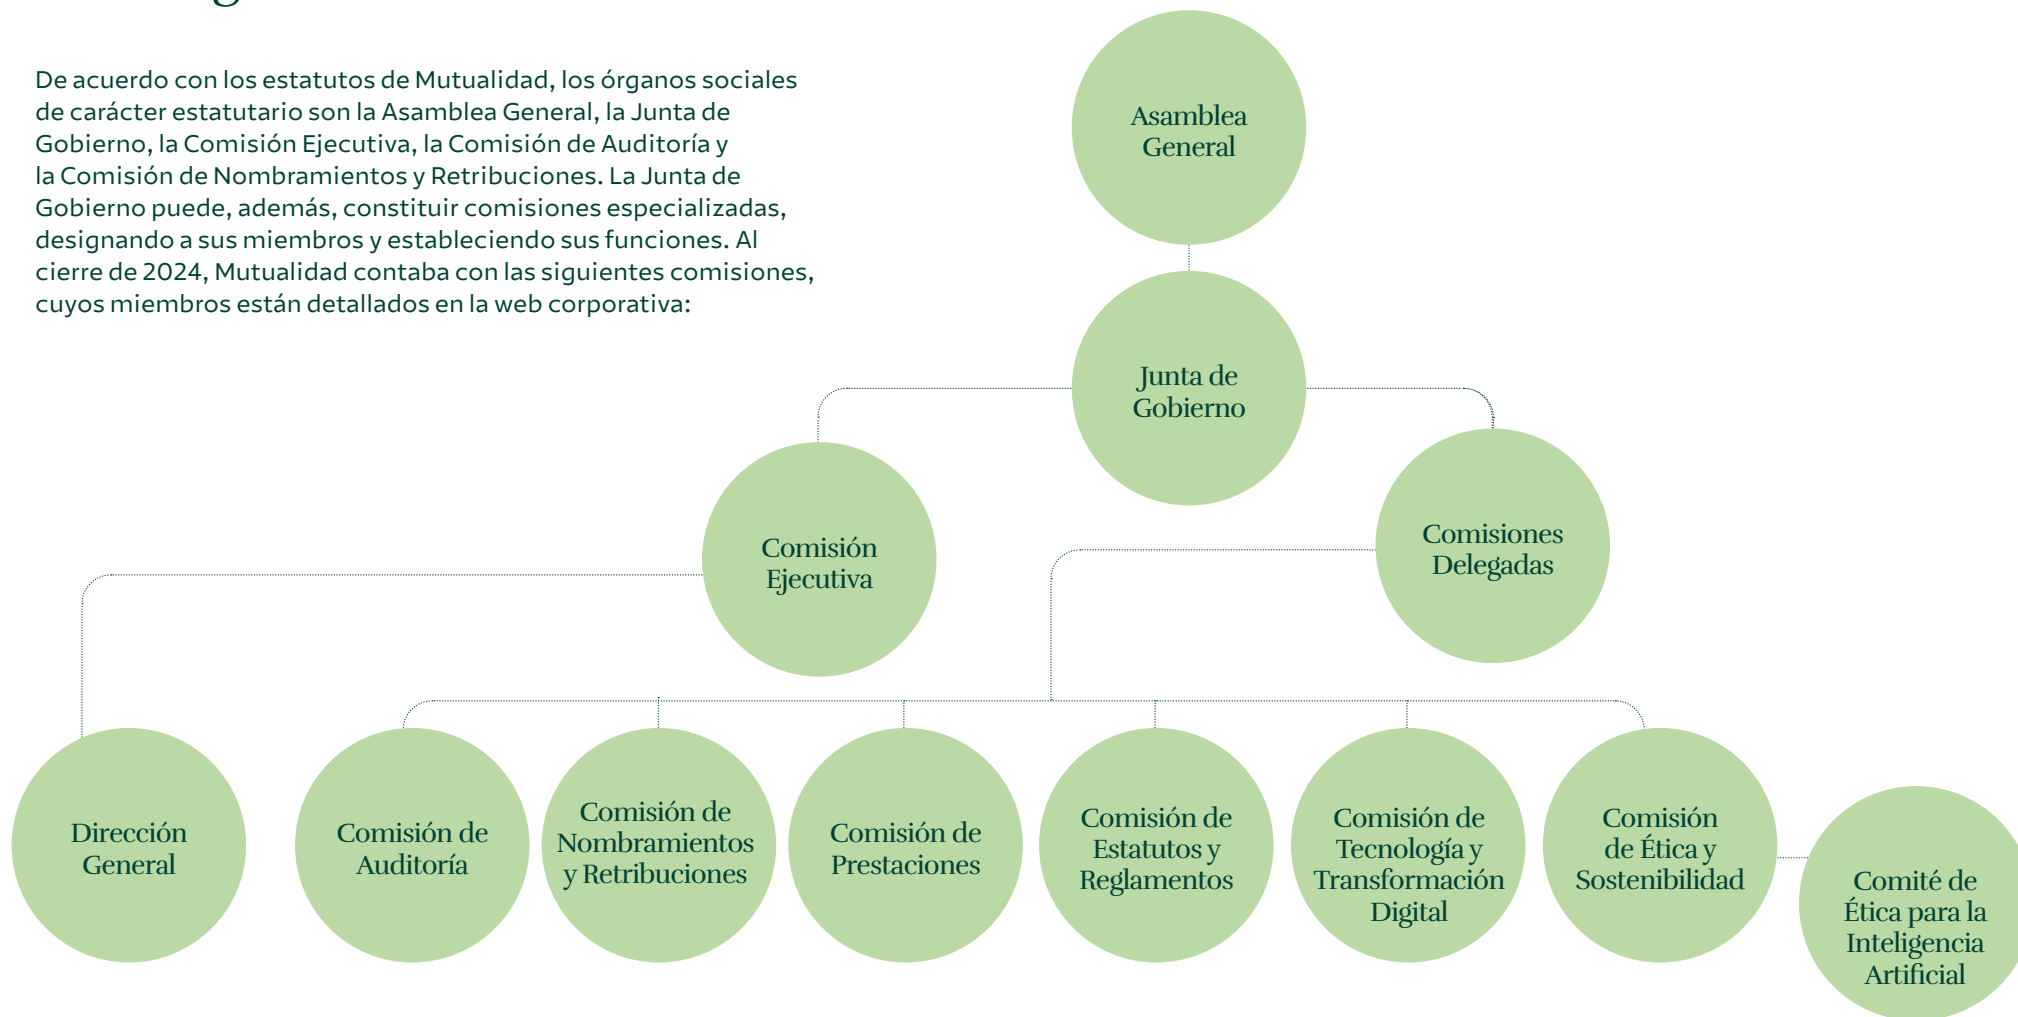 De acuerdo con los estatutos de Mutualidad, los órganos sociales
de carácter estatutario son la Asamblea General, la Junta de
Gobierno, la Comisión Ejecutiva, la Comisión de Auditoría y
la Comisión de Nombramientos y Retribuciones. La Junta de
Gobierno puede, además, constituir comisiones especializadas,
designando a sus miembros y estableciendo sus funciones. Al
cierre de 2024, Mutualidad contaba con las siguientes comisiones,
cuyos miembros están detallados en la web corporativa:
Asamblea
General
Junta de
Gobierno
Comisión
Ejecutiva
Comisiones
Delegadas
Dirección
General
Comisión de
Auditoría
Comisión de
Nombramientos
y Retribuciones
Comisión de
Prestaciones
Comisión de
Estatutos y
Reglamentos
Comisión de
Tecnología y
Transformación
Digital
Comisión
de Ética y
Sostenibilidad
Comité de
Ética para la
Inteligencia
Artificial